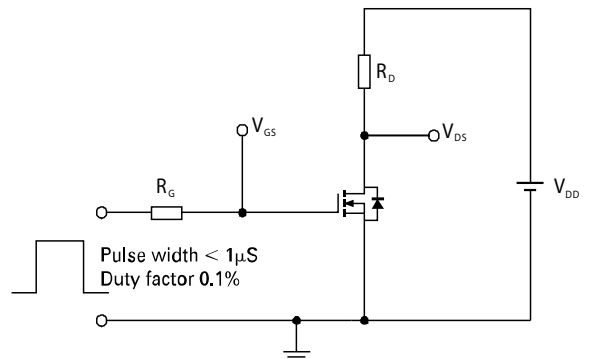 R_D
V_GS
V_DS
R_G
V_DD
Pulse width < 1μS
Duty factor 0.1%